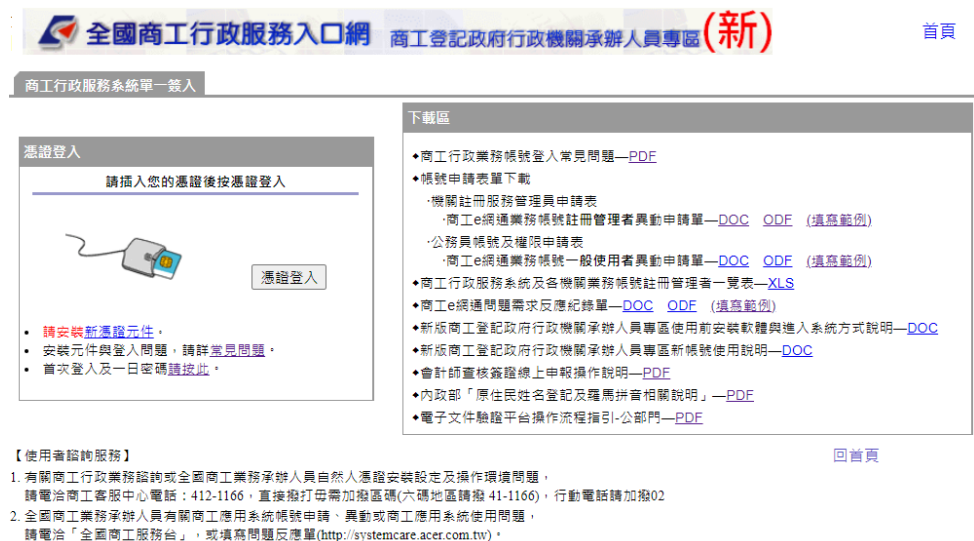 全國商工行政服務入口網 商工登記政府行政機關承辦人員專區(新)
首頁
商工行政服務系統單一簽入
憑證登入
請插入您的憑證後按憑證登入
憑證登入
• 請安裝新憑證元件。
• 安裝元件與登入問題，請詳常見問題。
• 首次登入及一日密碼請按此。
下載區
◆商工行政業務帳號登入常見問題—PDF
◆帳號申請表單下載
‧機關註冊服務管理員申請表
‧商工e網通業務帳號註冊管理者異動申請單—DOC ODF (填寫範例)
‧公務員帳號及權限申請表
‧商工e網通業務帳號一般使用者異動申請單—DOC ODF (填寫範例)
◆商工行政服務系統及各機關業務帳號註冊管理者一覽表—XLS
◆商工e網通問題需求反應紀錄單—DOC ODF (填寫範例)
◆新版商工登記政府行政機關承辦人員專區使用前安裝軟體與進入系統方式說明—DOC
◆新版商工登記政府行政機關承辦人員專區新帳號使用說明—DOC
◆會計師查核簽證線上申報操作說明—PDF
◆內政部「原住民姓名登記及羅馬拼音相關說明」—PDF
◆電子文件驗證平台操作流程指引-公部門—PDF
【使用者諮詢服務】
回首頁
1. 有關商工行政業務諮詢或全國商工業務承辦人員自然人憑證安裝設定及操作環境問題，
請電洽商工客服中心電話：412-1166，直接撥打毋需加撥區碼(六碼地區請撥 41-1166)，行動電話請加撥02
2. 全國商工業務承辦人員有關商工應用系統帳號申請、異動或商工應用系統使用問題，
請電洽「全國商工服務台」，或填寫問題反應單(http://systemcare.acer.com.tw)。